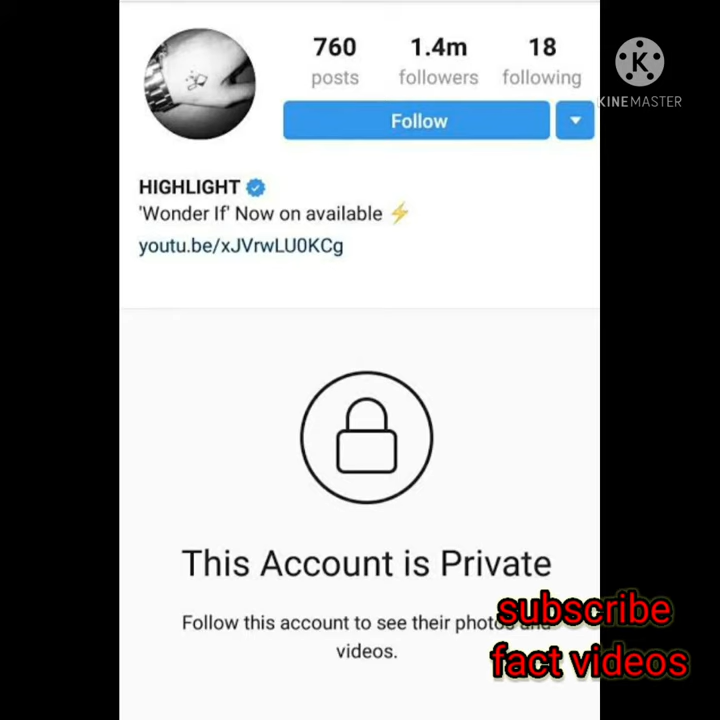 760 1.4m 18
posts followers following
KINEMASTER
Follow
HIGHLIGHT
'Wonder If' Now on available ⚡
youtu.be/xJVrwLU0KCg
This Account is Private
Follow this account to see their photos and
videos.
subscribe
fact videos